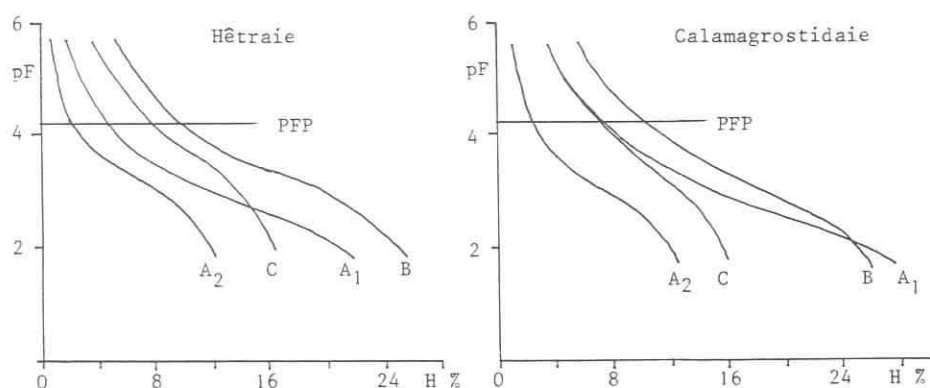 6
Hêtraie
pF
PFP
4
2
A2 C A1 B
0 8 16 24 H %
6
Calamagrostidaie
pF
PFP
4
2
A2 C B A1
0 8 16 24 H %